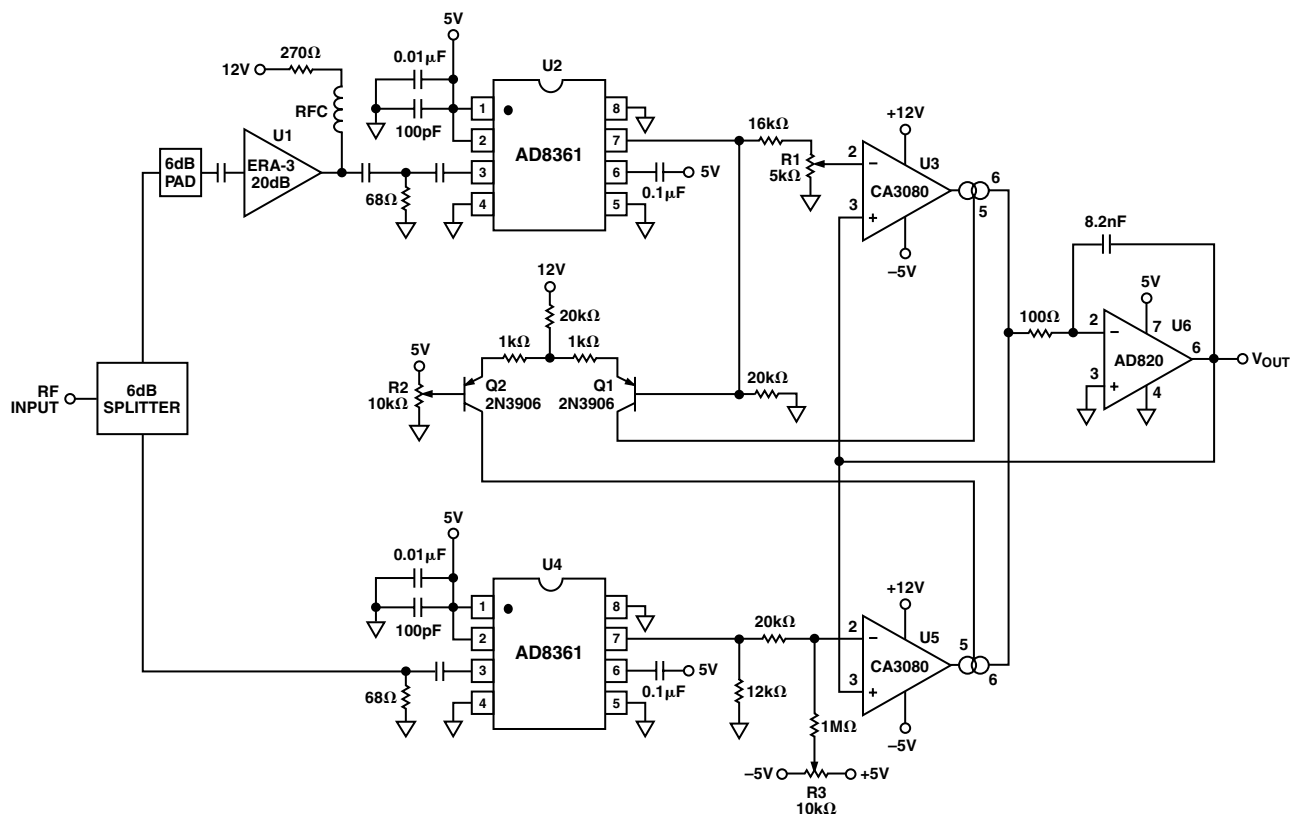 5V
270Ω
0.01μF
12V
U2
+12V
RFC
100pF
1
8
16kΩ
U1
2
7
R1
5kΩ
2
–
U3
6
6dB
PAD
ERA-3
20dB
AD8361
CA3080
3
6
5V
0.1μF
3
+
5
68Ω
4
5
8.2nF
–5V
12V
5V
20kΩ
100Ω
2
–
7
U6
1kΩ
1kΩ
6
VOUT
5V
AD820
RF
INPUT
6dB
SPLITTER
R2
10kΩ
Q2
2N3906
Q1
2N3906
20kΩ
3
+
4
5V
0.01μF
U4
+12V
100pF
1
8
20kΩ
2
–
U5
5
2
7
AD8361
CA3080
3
6
5V
0.1μF
12kΩ
3
+
6
68Ω
4
5
1MΩ
–5V
–5V
+5V
R3
10kΩ